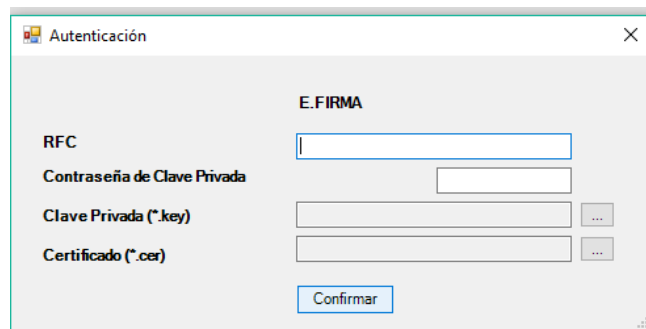 Autenticación
E.FIRMA
RFC
Contraseña de Clave Privada
Clave Privada (*.key)
...
Certificado (*.cer)
...
Confirmar